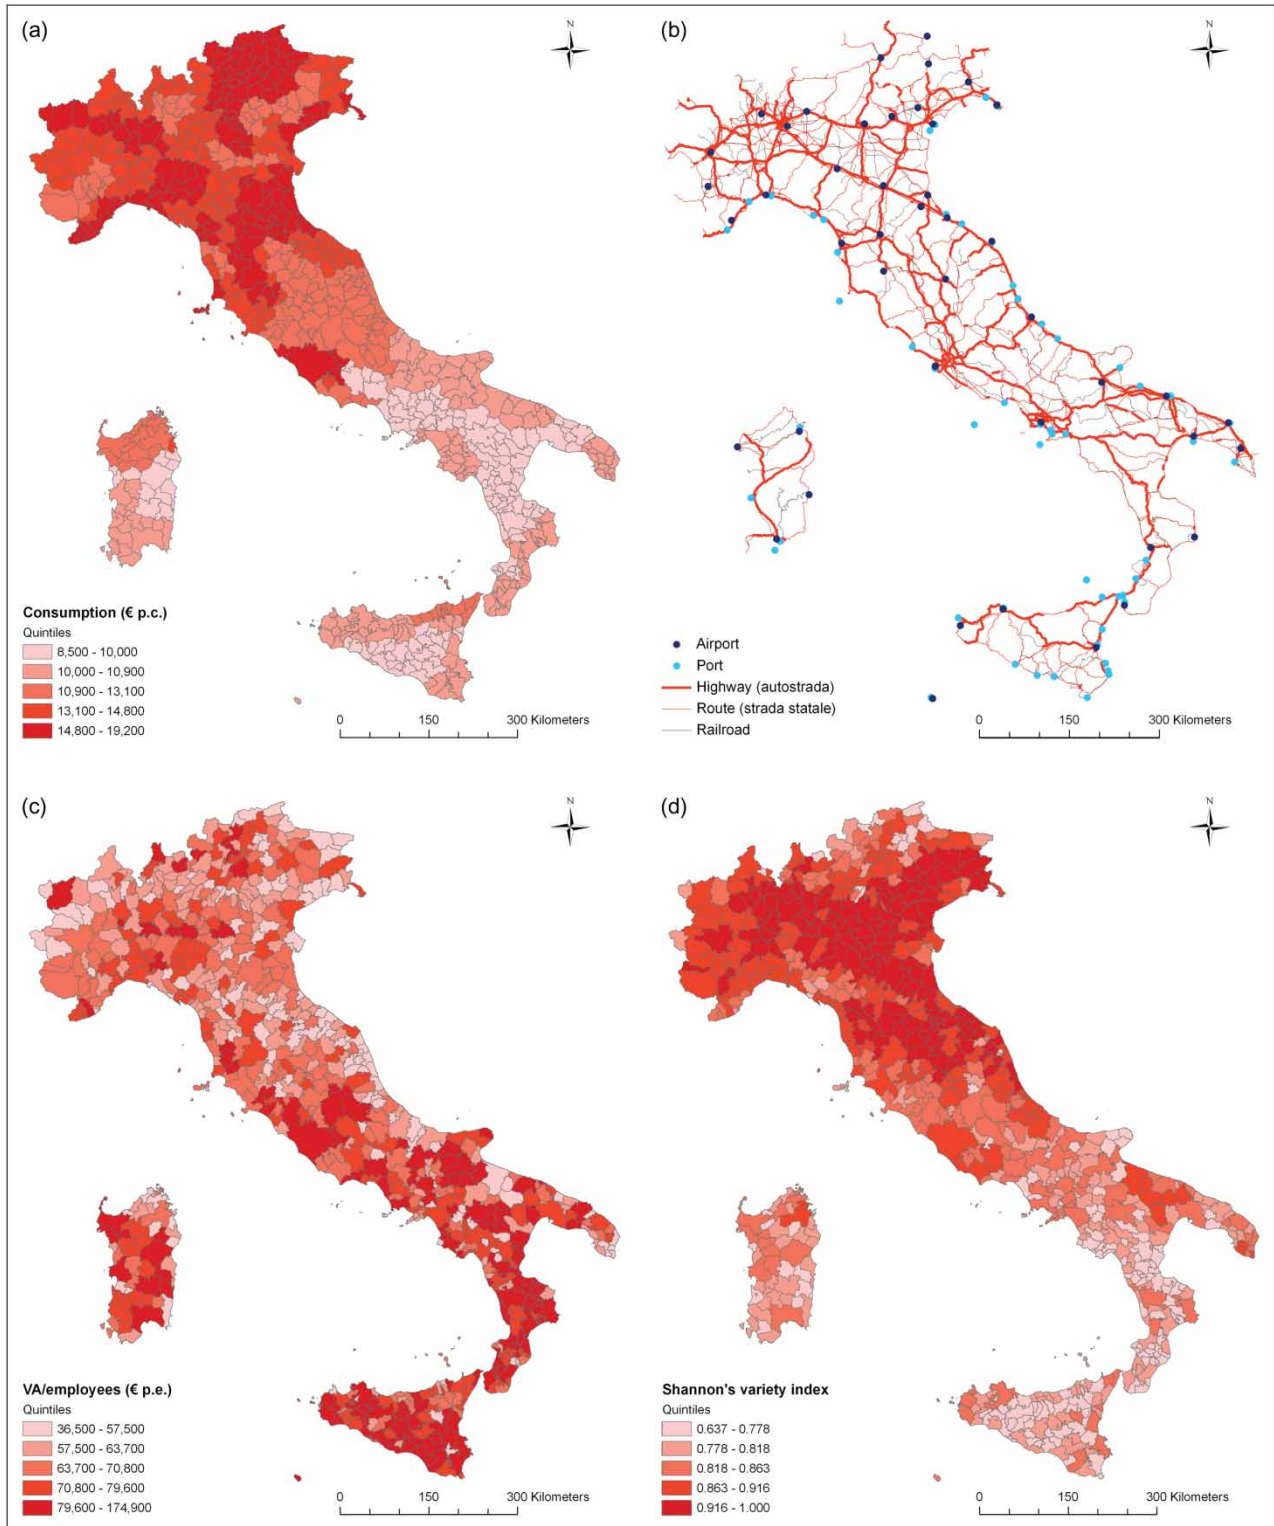 (a)
N
Consumption (€ p.c.)
Quintiles
8,500 - 10,000
10,000 - 10,900
10,900 - 13,100
13,100 - 14,800
14,800 - 19,200
0 150 300 Kilometers
(b)
N
Airport
Port
Highway (autostrada)
Route (strada statale)
Railroad
0 150 300 Kilometers
(c)
N
VA/employees (€ p.e.)
Quintiles
36,500 - 57,500
57,500 - 63,700
63,700 - 70,800
70,800 - 79,600
79,600 - 174,900
0 150 300 Kilometers
(d)
N
Shannon's variety index
Quintiles
0.637 - 0.778
0.778 - 0.818
0.818 - 0.863
0.863 - 0.916
0.916 - 1.000
0 150 300 Kilometers